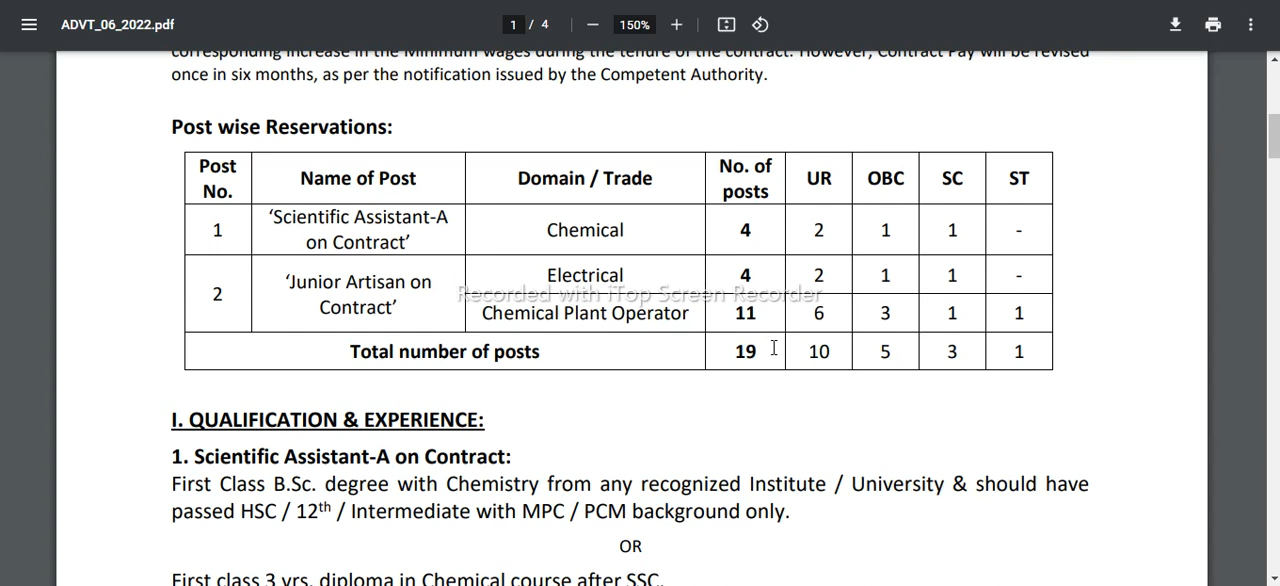 ADVT_06_2022.pdf 1 / 4 150%
corresponding increase in the Minimum wages during the tenure of the contract. However, Contract Pay will be revised
once in six months, as per the notification issued by the Competent Authority.
Post wise Reservations:
Post No. Name of Post Domain / Trade No. of posts UR OBC SC ST
1 ‘Scientific Assistant-A on Contract’ Chemical 4 2 1 1 -
2 ‘Junior Artisan on Contract’ Electrical 4 2 1 1 -
Chemical Plant Operator 11 6 3 1 1
Recorded with iTop Screen Recorder
Total number of posts 19 10 5 3 1
I. QUALIFICATION & EXPERIENCE:
1. Scientific Assistant-A on Contract:
First Class B.Sc. degree with Chemistry from any recognized Institute / University & should have
passed HSC / 12th / Intermediate with MPC / PCM background only.
OR
First class 3 yrs. diploma in Chemical course after SSC.